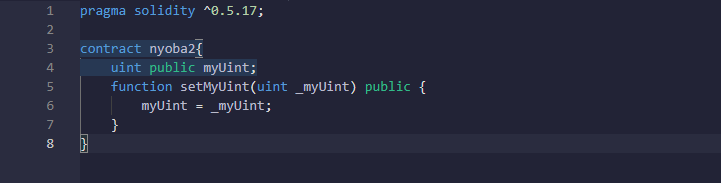 1 pragma solidity ^0.5.17;
2
3 contract nyoba2{
4     uint public myUint;
5     function setMyUint(uint _myUint) public {
6         myUint = _myUint;
7     }
8 }